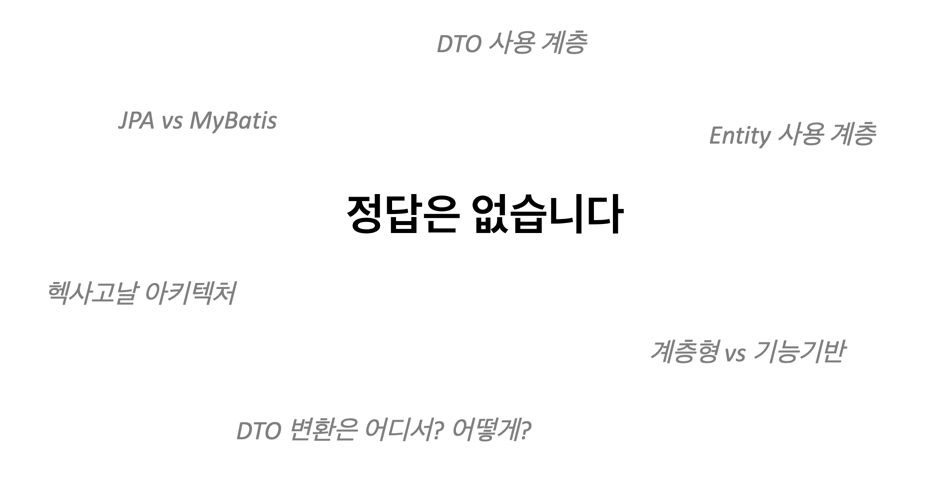 DTO 사용 계층
JPA vs MyBatis
Entity 사용 계층
정답은 없습니다
헥사고날 아키텍처
계층형 vs 기능기반
DTO 변환은 어디서? 어떻게?